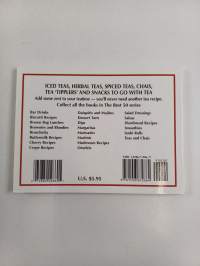 ICED TEAS, HERBAL TEAS, SPICED TEAS, CHAIS,
TEA 'TIPPLERS' AND SNACKS TO GO WITH TEA
Add some zest to your teatime — you'll never need another tea recipe.
Collect all the books in The Best 50 series
Bar Drinks
Biscotti Recipes
Brown Bag Lunches
Brownies and Blondies
Bruschetta
Buttermilk Recipes
Cherry Recipes
Crepe Recipes
Daiquiris and Mojitos
Dessert Tarts
Dips
Margaritas
Marinades
Martinis
Mushroom Recipes
Omelets
Salad Dressings
Salsas
Shortbread Recipes
Smoothies
Sushi Rolls
Teas and Chais
U.S. $5.95